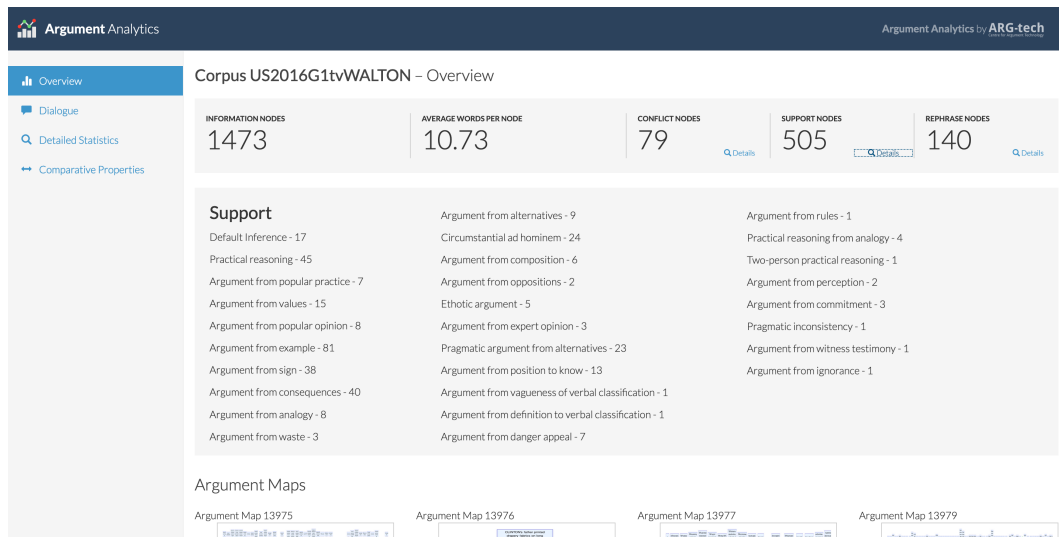 Argument Analytics
Argument Analytics by ARG-tech
Centre for Argument Technology
Overview
Dialogue
Detailed Statistics
Comparative Properties
Corpus US2016G1tvWALTON – Overview
INFORMATION NODES
1473
AVERAGE WORDS PER NODE
10.73
CONFLICT NODES
79
Details
SUPPORT NODES
505
Details
REPHRASE NODES
140
Details
Support
Default Inference - 17
Practical reasoning - 45
Argument from popular practice - 7
Argument from values - 15
Argument from popular opinion - 8
Argument from example - 81
Argument from sign - 38
Argument from consequences - 40
Argument from analogy - 8
Argument from waste - 3
Argument from alternatives - 9
Circumstantial ad hominem - 24
Argument from composition - 6
Argument from oppositions - 2
Ethotic argument - 5
Argument from expert opinion - 3
Pragmatic argument from alternatives - 23
Argument from position to know - 13
Argument from vagueness of verbal classification - 1
Argument from definition to verbal classification - 1
Argument from danger appeal - 7
Argument from rules - 1
Practical reasoning from analogy - 4
Two-person practical reasoning - 1
Argument from perception - 2
Argument from commitment - 3
Pragmatic inconsistency - 1
Argument from witness testimony - 1
Argument from ignorance - 1
Argument Maps
Argument Map 13975
Argument Map 13976
Argument Map 13977
Argument Map 13979